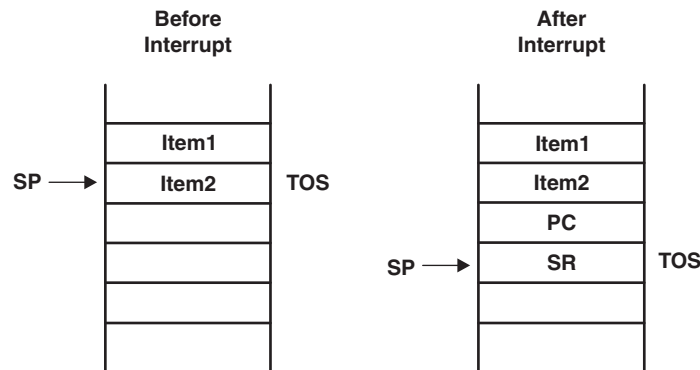 Before
Interrupt
After
Interrupt
Item1
SP
Item2
TOS
Item1
Item2
PC
SP
SR
TOS